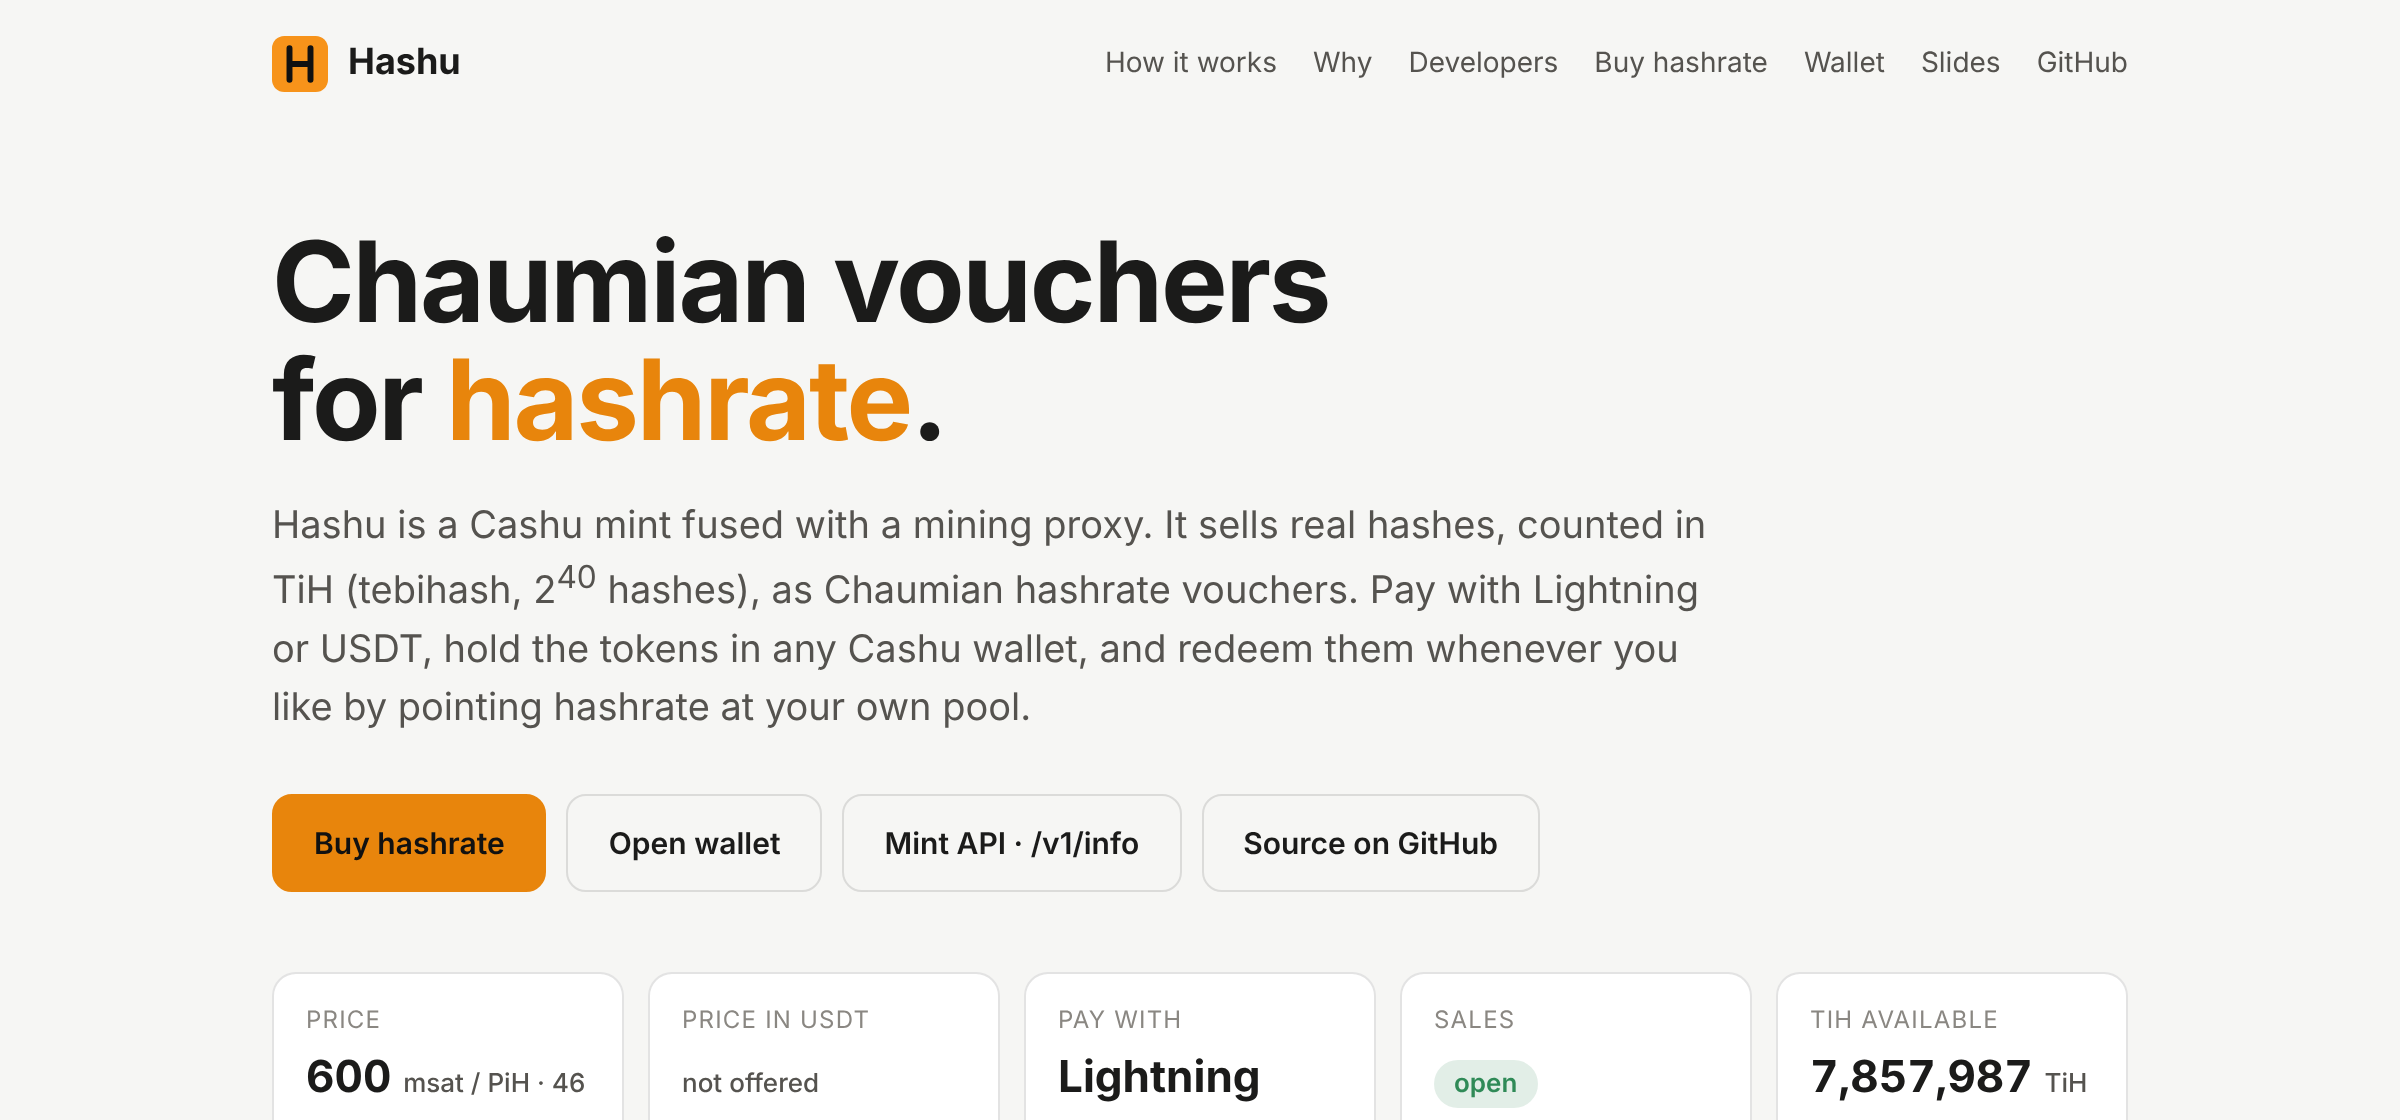 H Hashu
How it works Why Developers Buy hashrate Wallet Slides GitHub
Chaumian vouchers
for hashrate.
Hashu is a Cashu mint fused with a mining proxy. It sells real hashes, counted in
TiH (tebihash, 2⁴⁰ hashes), as Chaumian hashrate vouchers. Pay with Lightning
or USDT, hold the tokens in any Cashu wallet, and redeem them whenever you
like by pointing hashrate at your own pool.
Buy hashrate
Open wallet
Mint API · /v1/info
Source on GitHub
PRICE
600 msat / PiH · 46
PRICE IN USDT
not offered
PAY WITH
Lightning
SALES
open
TIH AVAILABLE
7,857,987 TiH